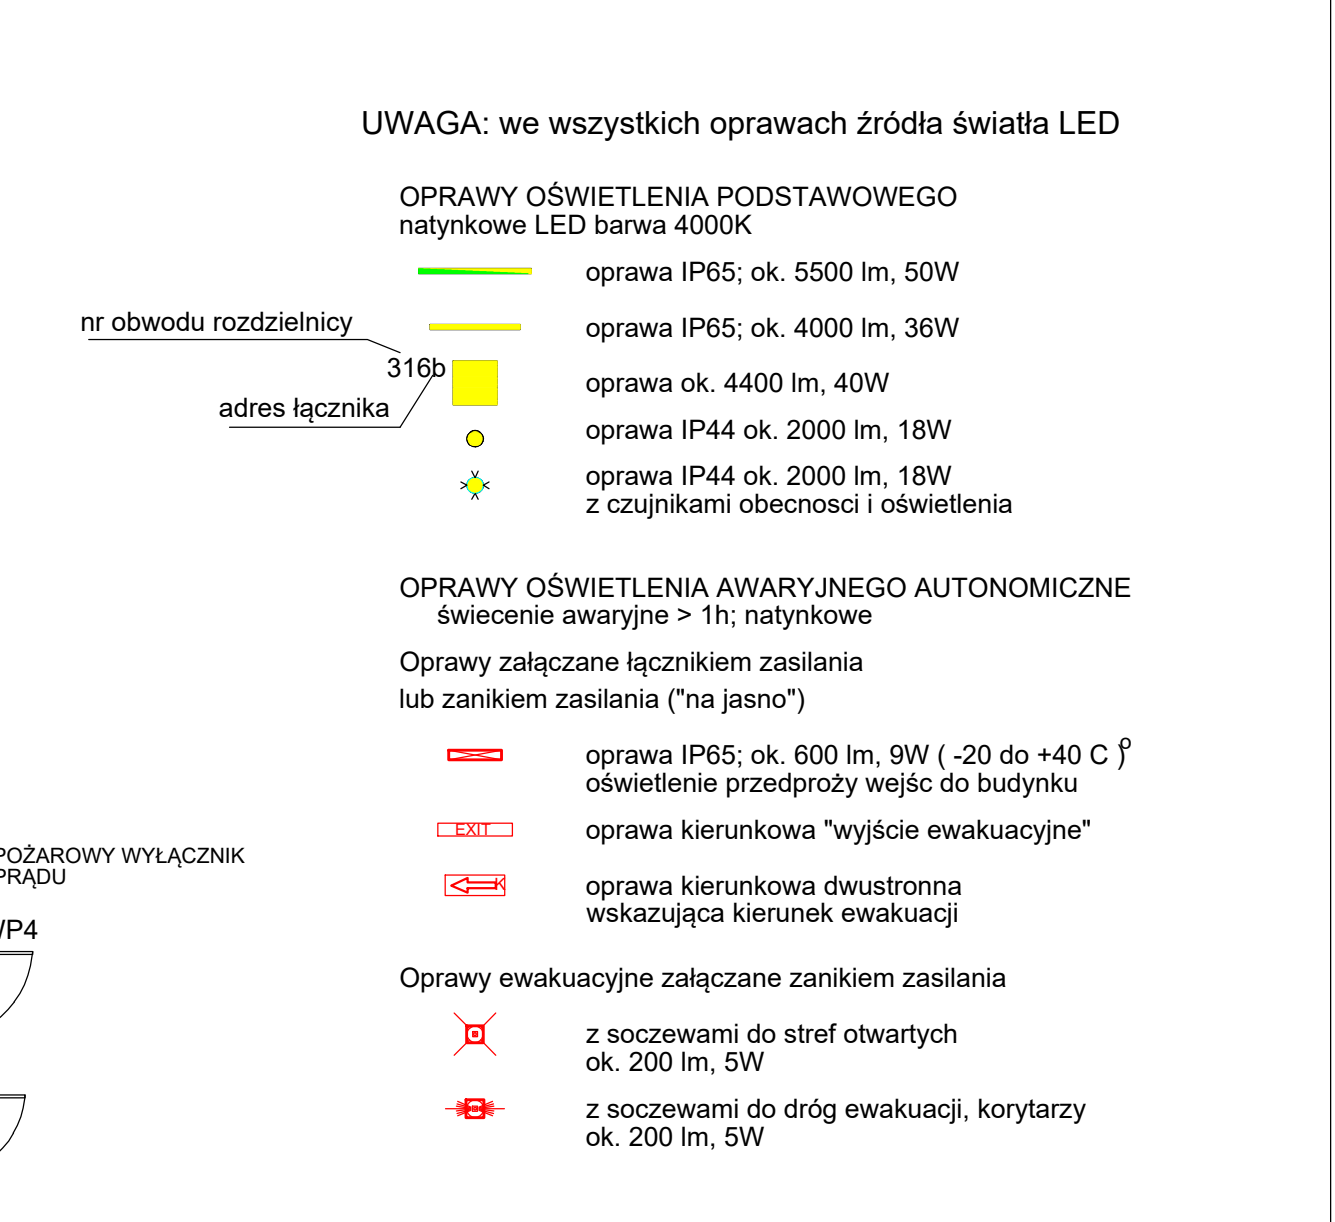 UWAGA: we wszystkich oprawach źródła światła LED
OPRAWY OŚWIETLENIA PODSTAWOWEGO
natynkowe LED barwa 4000K
oprawa IP65; ok. 5500 lm, 50W
nr obwodu rozdzielnicy
oprawa IP65; ok. 4000 lm, 36W
316b
oprawa ok. 4400 lm, 40W
adres łącznika
oprawa IP44 ok. 2000 lm, 18W
oprawa IP44 ok. 2000 lm, 18W
z czujnikami obecnosci i oświetlenia
OPRAWY OŚWIETLENIA AWARYJNEGO AUTONOMICZNE
świecenie awaryjne > 1h; natynkowe
Oprawy załączane łącznikiem zasilania
lub zanikiem zasilania ("na jasno")
oprawa IP65; ok. 600 lm, 9W ( -20 do +40 C )o
oświetlenie przedproży wejśc do budynku
EXIT
oprawa kierunkowa "wyjście ewakuacyjne"
POŻAROWY WYŁĄCZNIK
PRĄDU
K
oprawa kierunkowa dwustronna
wskazująca kierunek ewakuacji
/P4
Oprawy ewakuacyjne załączane zanikiem zasilania
z soczewami do stref otwartych
ok. 200 lm, 5W
z soczewami do dróg ewakuacji, korytarzy
ok. 200 lm, 5W